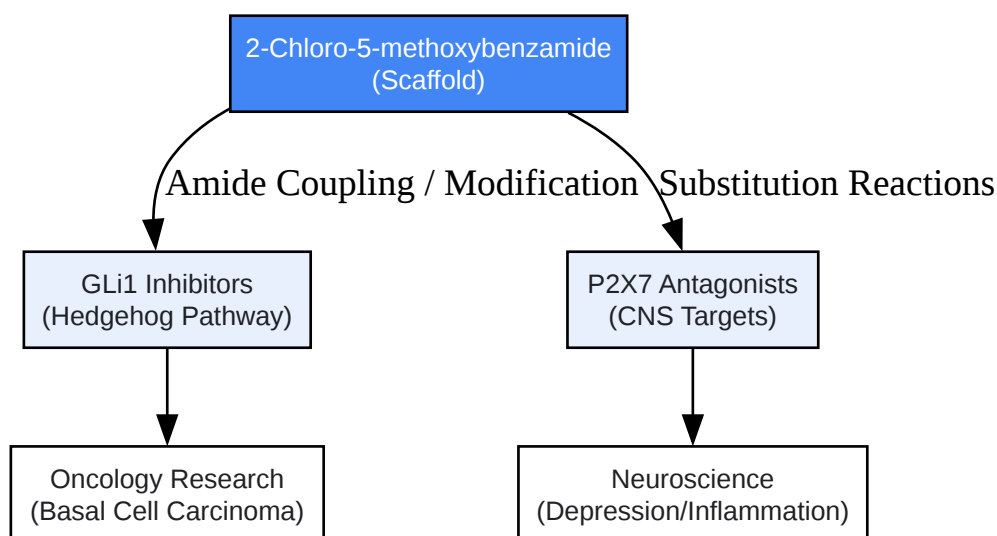 2-Chloro-5-methoxybenzamide
(Scaffold)
Amide Coupling / Modification
Substitution Reactions
GLi1 Inhibitors
(Hedgehog Pathway)
P2X7 Antagonists
(CNS Targets)
Oncology Research
(Basal Cell Carcinoma)
Neuroscience
(Depression/Inflammation)